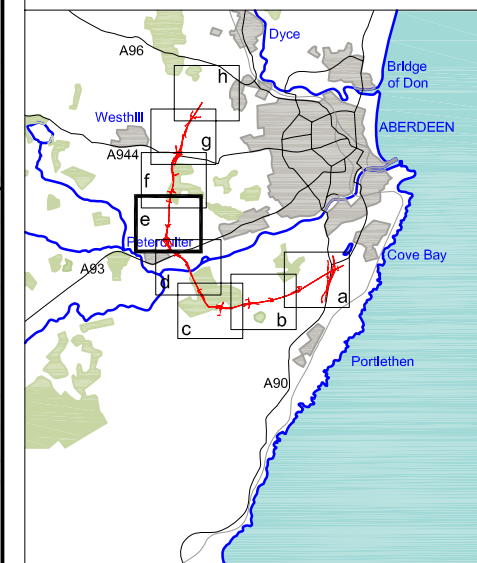 Dyce
A96
Bridge
of Don
h
Westhill
ABERDEEN
g
A944
f
e
Peterculter
Cove Bay
A93
d
a
c
b
Portlethen
A90